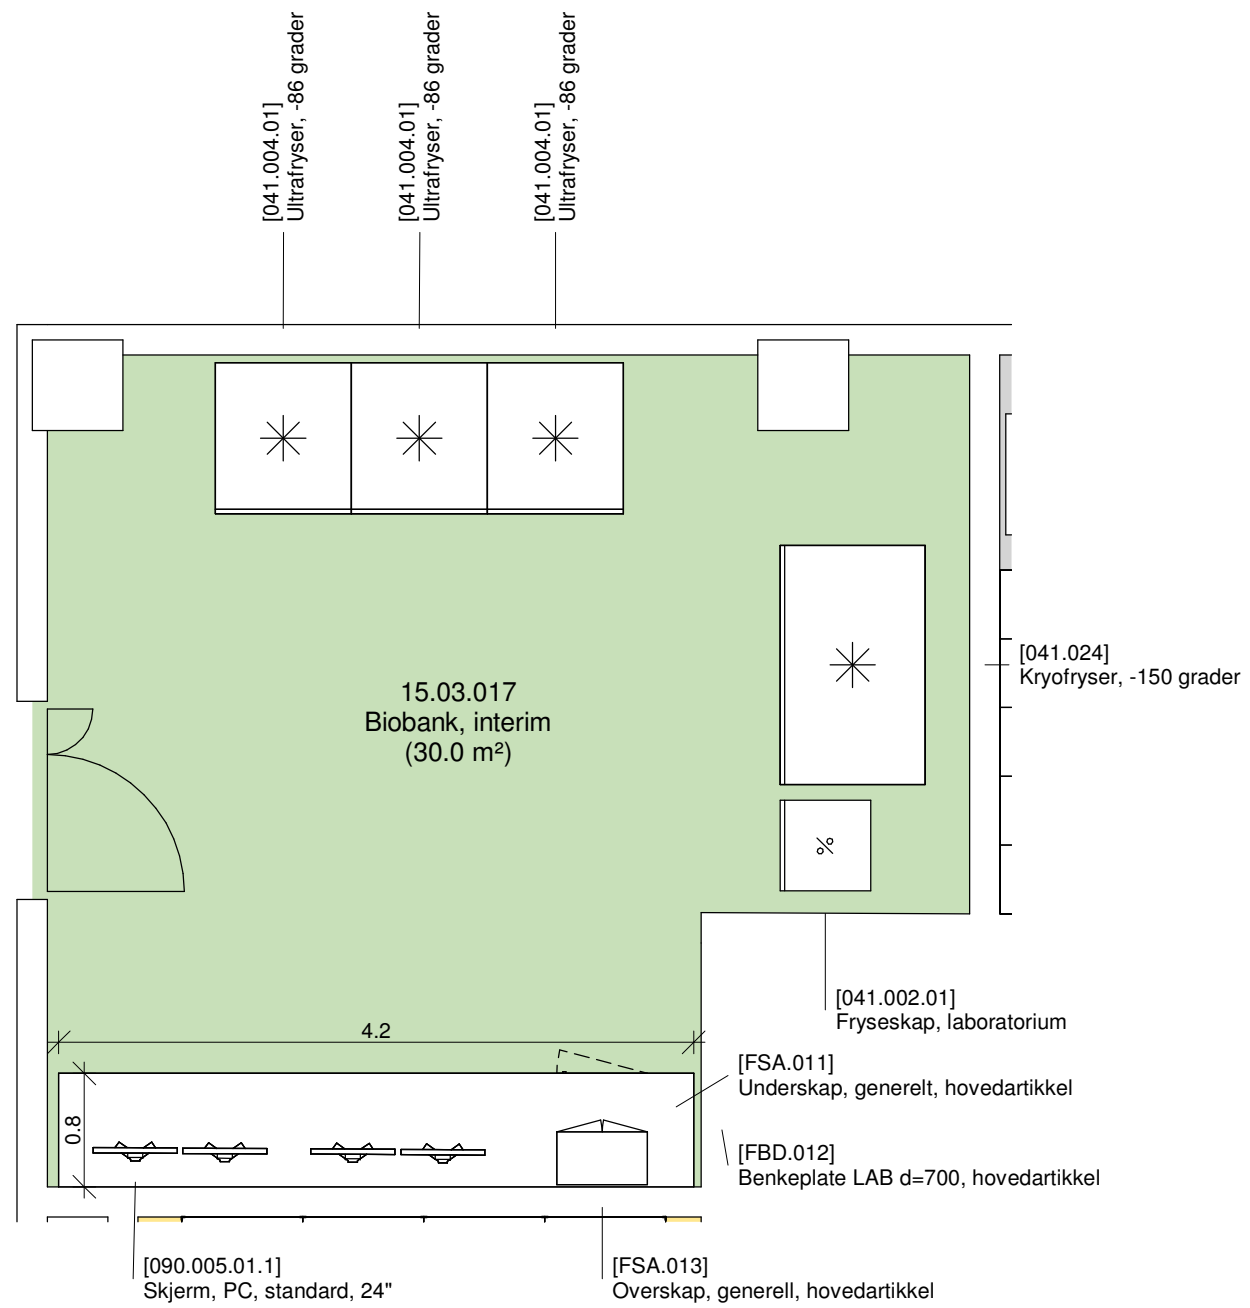 [041.004.01]
Ultrafryser, -86 grader
[041.004.01]
Ultrafryser, -86 grader
[041.004.01]
Ultrafryser, -86 grader
[041.024]
Kryofryser, -150 grader
15.03.017
Biobank, interim
(30.0 m²)
%
[041.002.01]
Fryseskap, laboratorium
4.2
[FSA.011]
Underskap, generelt, hovedartikkel
0.8
[FBD.012]
Benkeplate LAB d=700, hovedartikkel
[090.005.01.1]
Skjerm, PC, standard, 24"
[FSA.013]
Overskap, generell, hovedartikkel